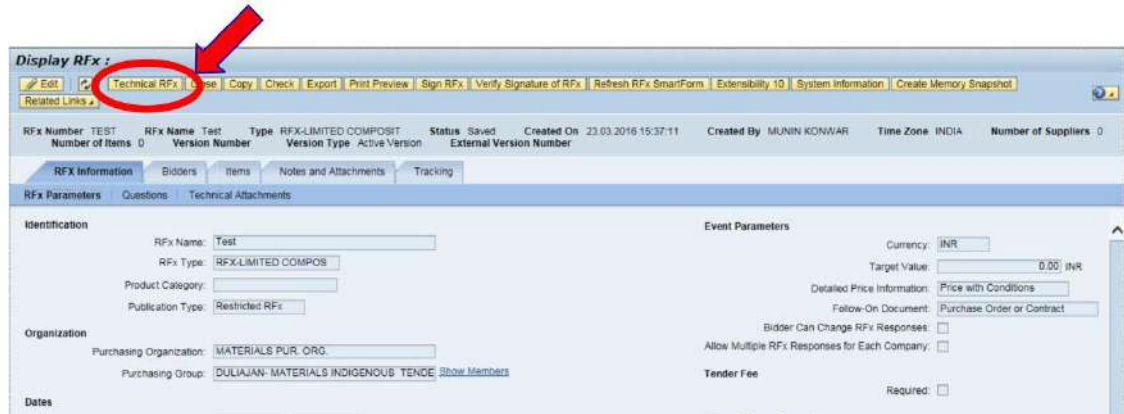 Display RFx :
Edit Technical RFx Close Copy Check Export Print Preview Sign RFx Verify Signature of RFx Refresh RFx SmartForm Extensibility 10 System Information Create Memory Snapshot
Related Links
RFx Number TEST RFx Name Test Type RFX-LIMITED COMPOSIT Status Saved Created On 23.03.2016 15:37:11 Created By MUNIN KONWAR Time Zone INDIA Number of Suppliers 0
Number of Items 0 Version Number Version Type Active Version External Version Number
RFX Information Bidders Items Notes and Attachments Tracking
RFx Parameters Questions Technical Attachments
Identification Event Parameters
RFx Name: Test Currency: INR
RFx Type: RFX-LIMITED COMPOS Target Value: 0.00 INR
Product Category: Detailed Price Information: Price with Conditions
Publication Type: Restricted RFx Follow-On Document: Purchase Order or Contract
Organization Bidder Can Change RFx Responses:
Purchasing Organization: MATERIALS PUR. ORG. Allow Multiple RFx Responses for Each Company:
Purchasing Group: DULIAJAN- MATERIALS INDIGENOUS TENDE Show Members Tender Fee
Required:
Dates